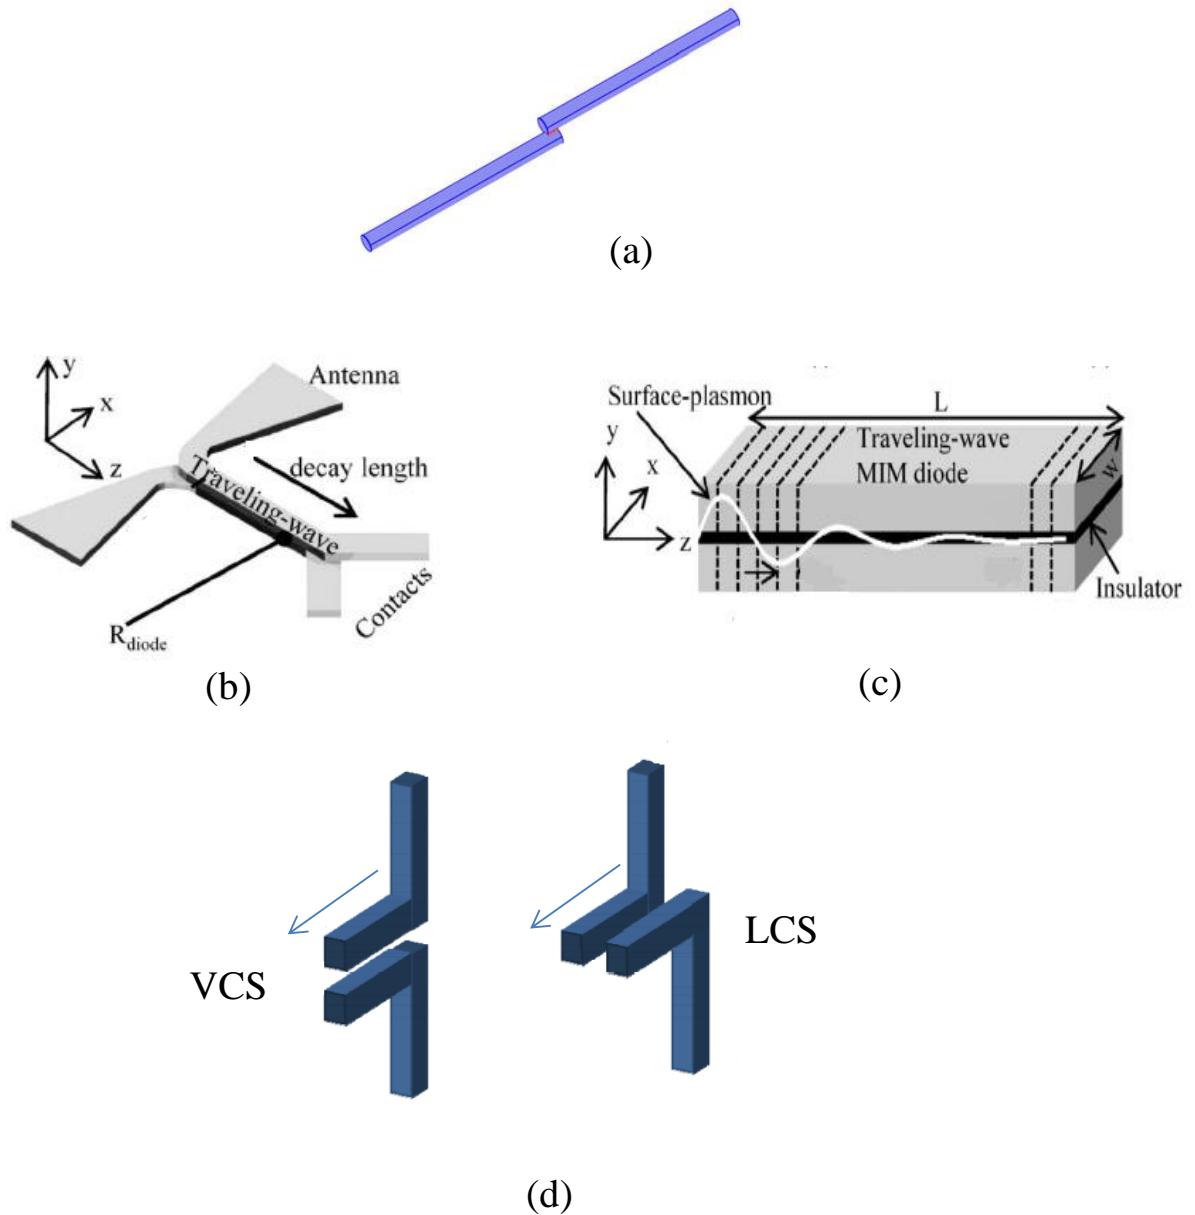 (a)
y
x
z
Antenna
decay length
Traveling-wave
Contacts
R_diode
(b)
Surface-plasmon
L
y
x
z
Traveling-wave
MIM diode
w
Insulator
(c)
VCS
LCS
(d)